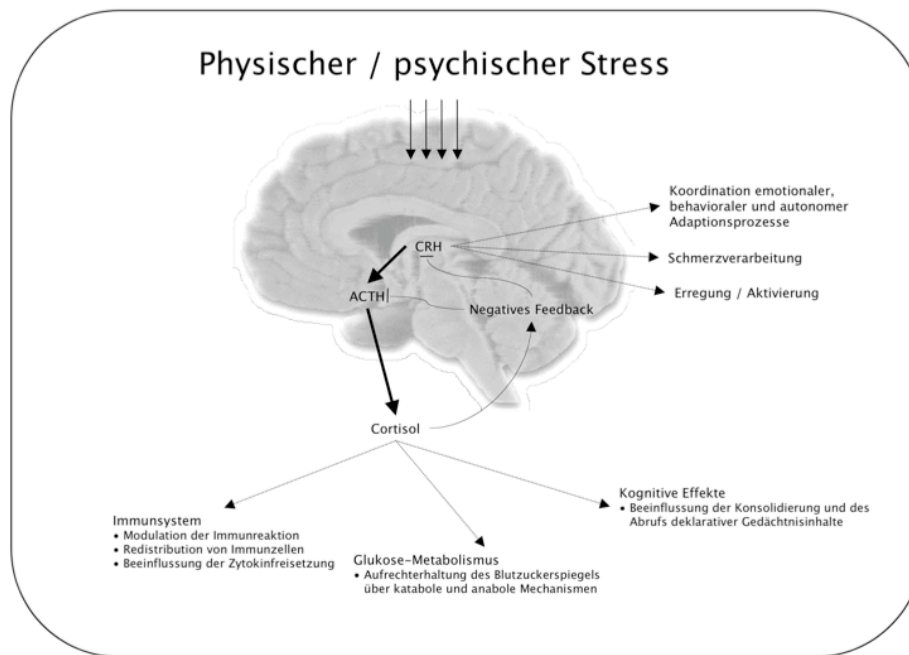 Physischer / psychischer Stress
Koordination emotionaler,
behavioraler und autonomer
Adaptionsprozesse
CRH
Schmerzverarbeitung
ACTH
Erregung / Aktivierung
Negatives Feedback
Cortisol
Immunsystem
• Modulation der Immunreaktion
• Redistribution von Immunzellen
• Beeinflussung der Zytokinfreisetzung
Glukose-Metabolismus
• Aufrechterhaltung des Blutzuckerspiegels
über katabole und anabole Mechanismen
Kognitive Effekte
• Beeinflussung der Konsolidierung und des
Abrufs deklarativer Gedächtnisinhalte